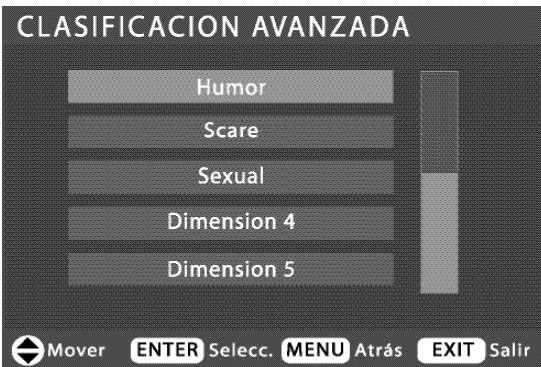 CLASIFICACION AVANZADA
Humor
Scare
Sexual
Dimension 4
Dimension 5
Mover ENTER Selecc. MENU Atrás EXIT Salir